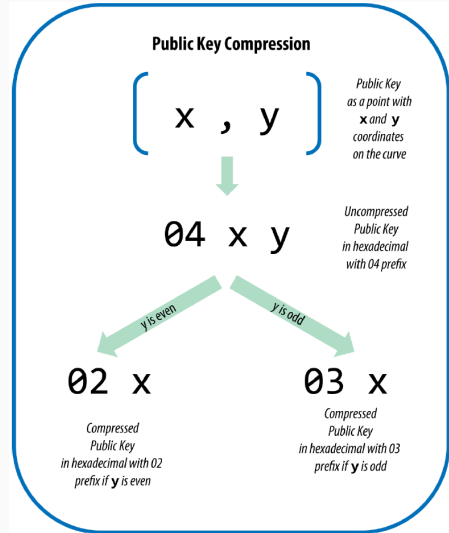 Public Key Compression
x , y
Public Key
as a point with
x and y
coordinates
on the curve
04 x y
Uncompressed
Public Key
in hexadecimal
with 04 prefix
y is even
y is odd
02 x
03 x
Compressed
Public Key
in hexadecimal with 02
prefix if y is even
Compressed
Public Key
in hexadecimal with 03
prefix if y is odd